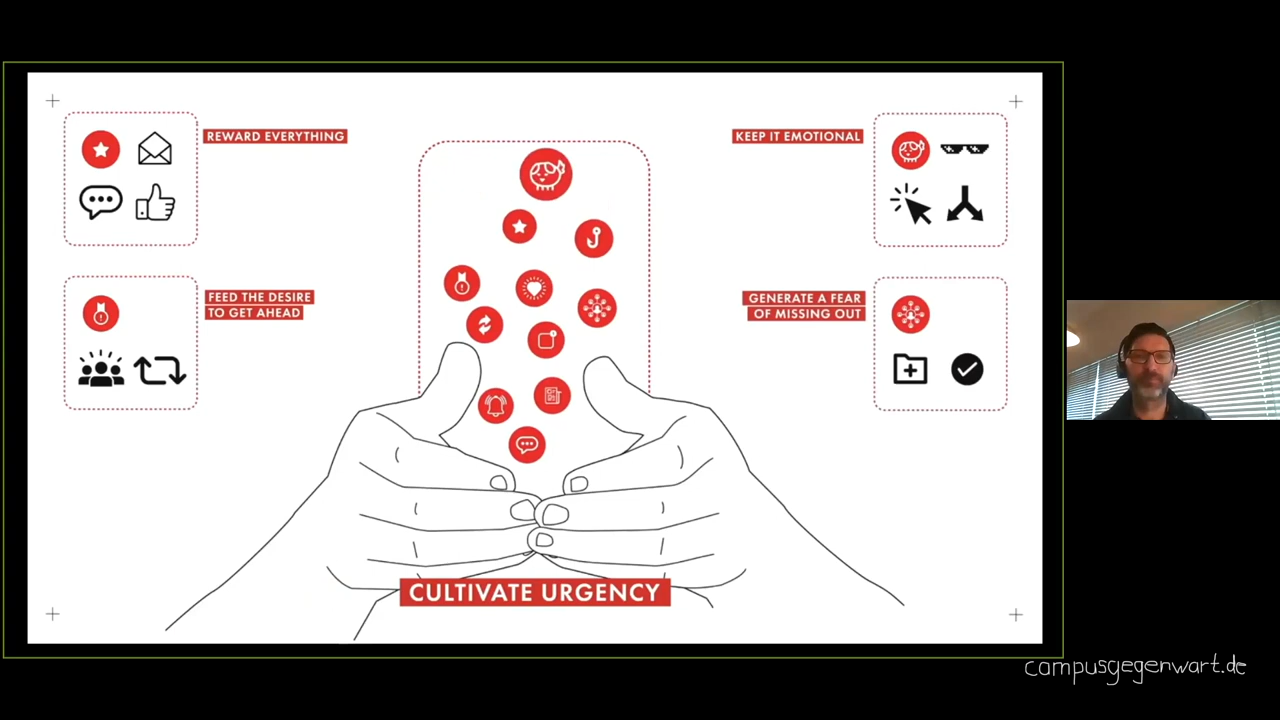 REWARD EVERYTHING
KEEP IT EMOTIONAL
FEED THE DESIRE
TO GET AHEAD
GENERATE A FEAR
OF MISSING OUT
CULTIVATE URGENCY
campusgegenwart.de